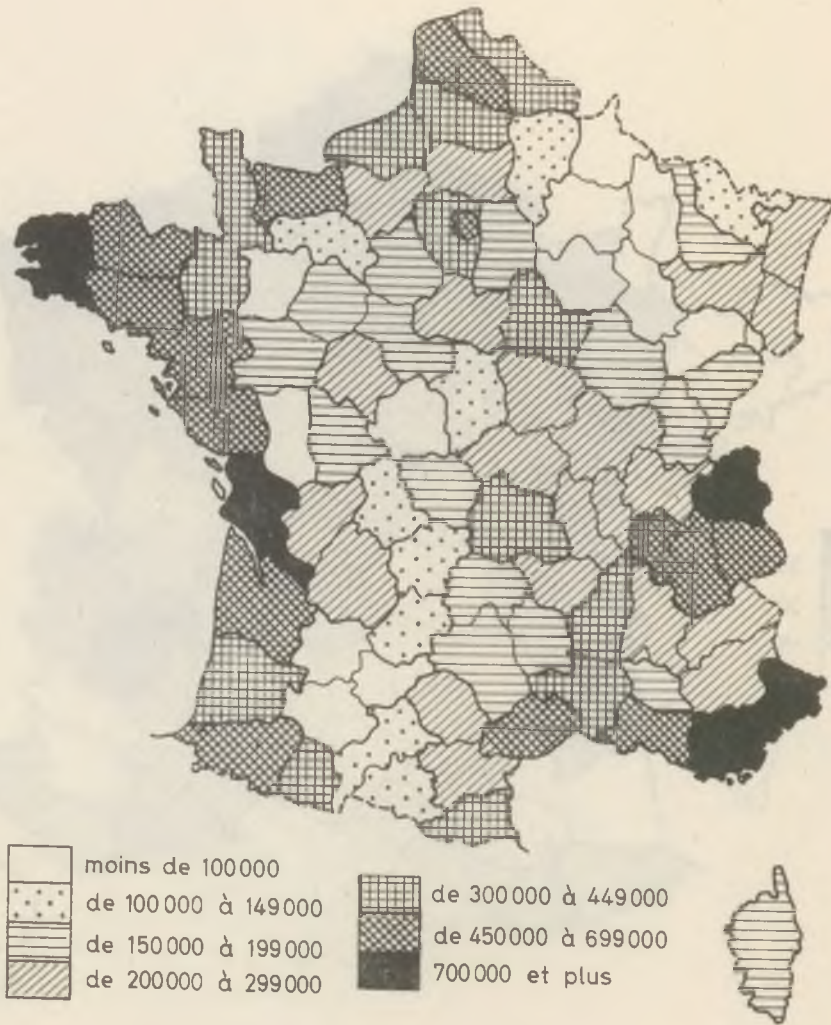 moins de 100000
de 100000 à 149000
de 150000 à 199000
de 200000 à 299000
de 300000 à 449000
de 450000 à 699000
700000 et plus